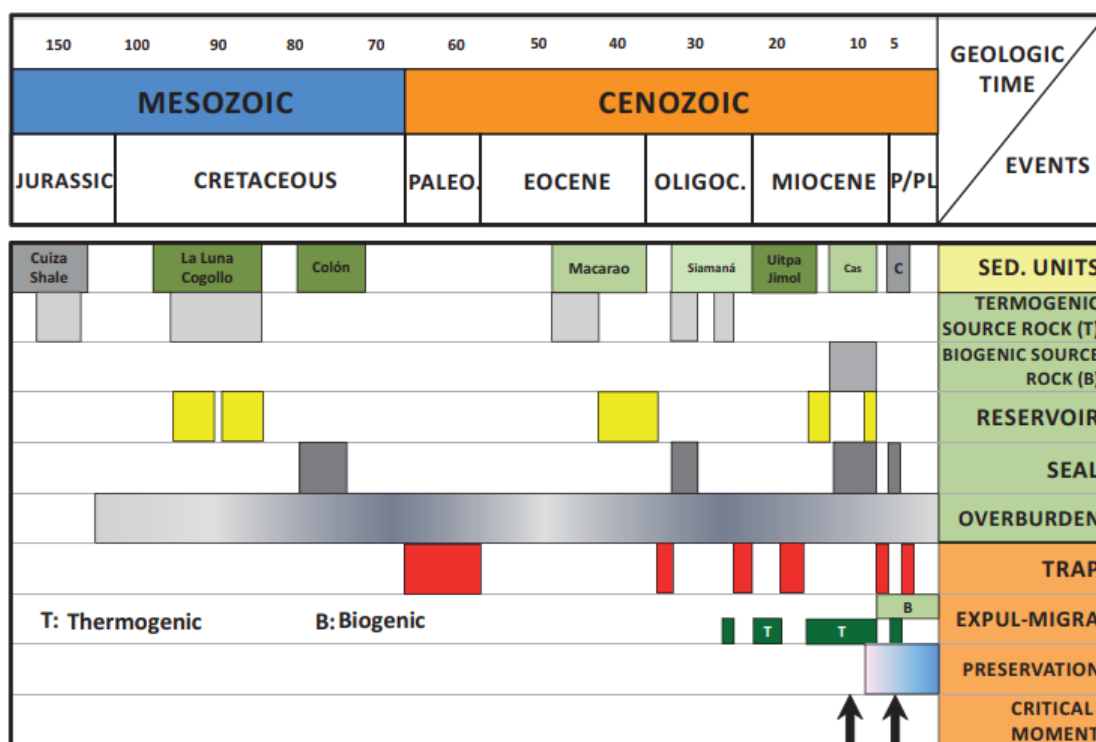 150 100 90 80 70 60 50 40 30 20 10 5
GEOLOGIC
TIME
EVENTS
MESOZOIC CENOZOIC
JURASSIC CRETACEOUS PALEO. EOCENE OLIGOC. MIOCENE P/PL
Cuiza
Shale
La Luna
Cogollo
Colón
Macarao
Siamaná
Uitpa
Jimol
Cas
C
SED. UNITS
TERMOGENIC
SOURCE ROCK (T)
BIOGENIC SOURCE
ROCK (B)
RESERVOIR
SEAL
OVERBURDEN
TRAP
T: Thermogenic B: Biogenic
B
T T
EXPUL-MIGRA
PRESERVATION
CRITICAL
MOMENT